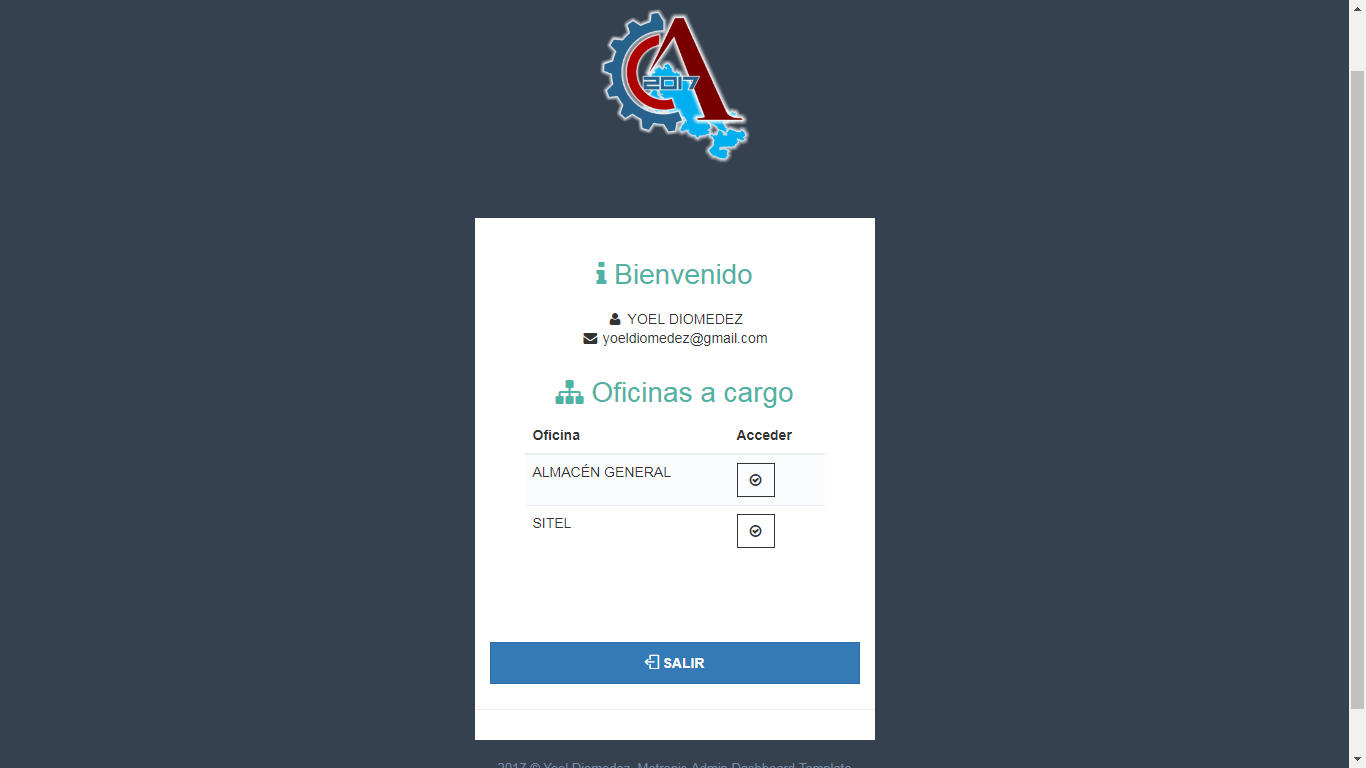 2017
Bienvenido
YOEL DIOMEDEZ
yoeldiomedez@gmail.com
Oficinas a cargo
Oficina Acceder
ALMACÉN GENERAL
SITEL
SALIR
2017 © Yoel Diomedez. Metronic Admin Dashboard Template